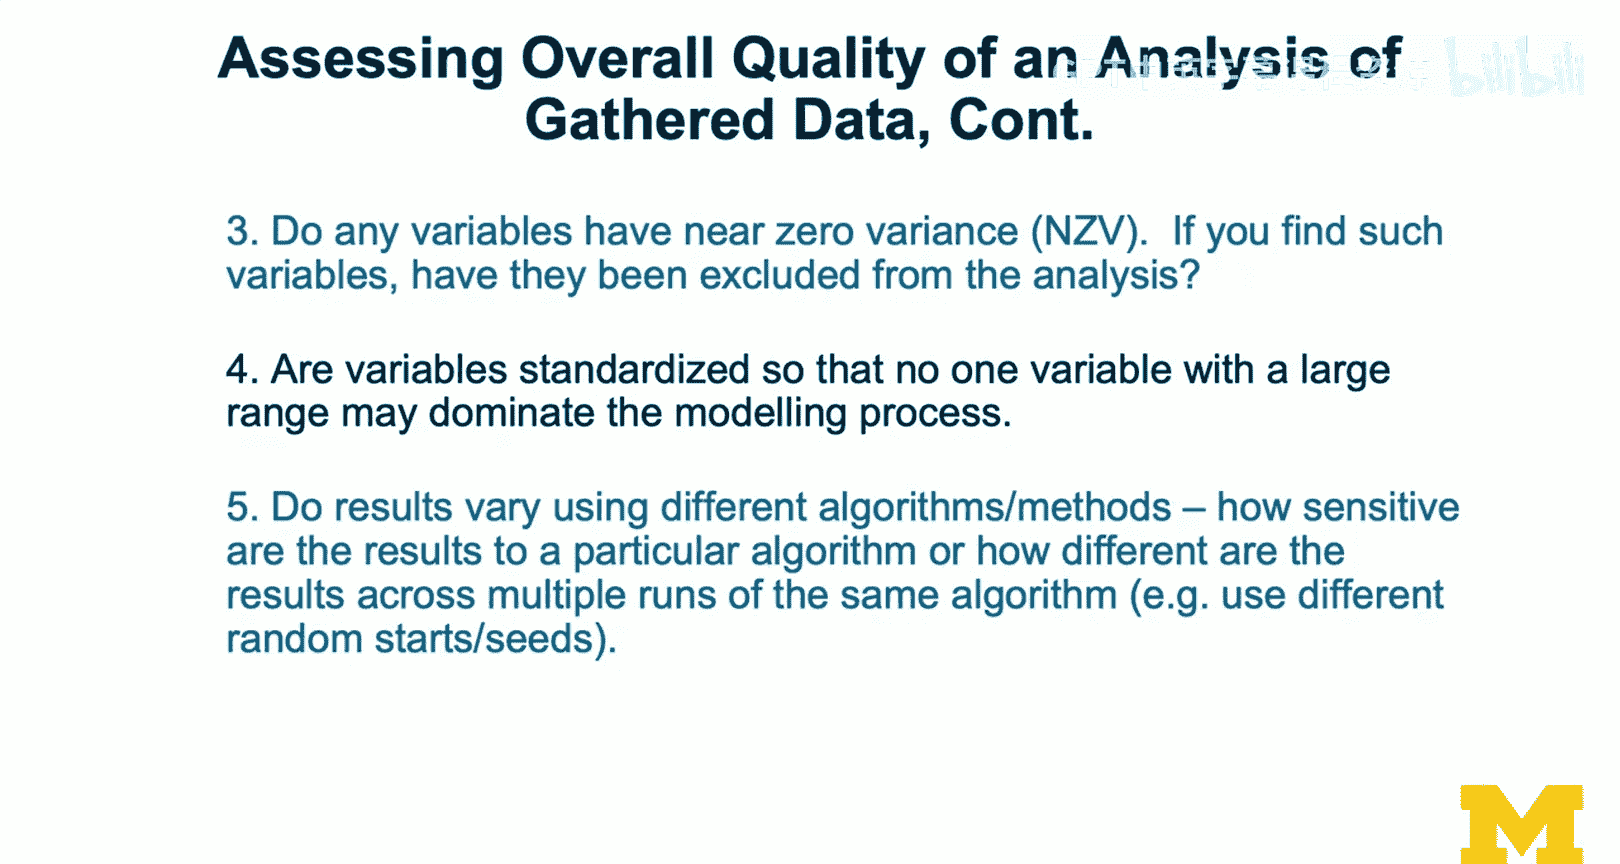 Assessing Overall Quality of an Analysis of
Gathered Data, Cont.
bilibili
3. Do any variables have near zero variance (NZV). If you find such
variables, have they been excluded from the analysis?
4. Are variables standardized so that no one variable with a large
range may dominate the modelling process.
5. Do results vary using different algorithms/methods – how sensitive
are the results to a particular algorithm or how different are the
results across multiple runs of the same algorithm (e.g. use different
random starts/seeds).
M